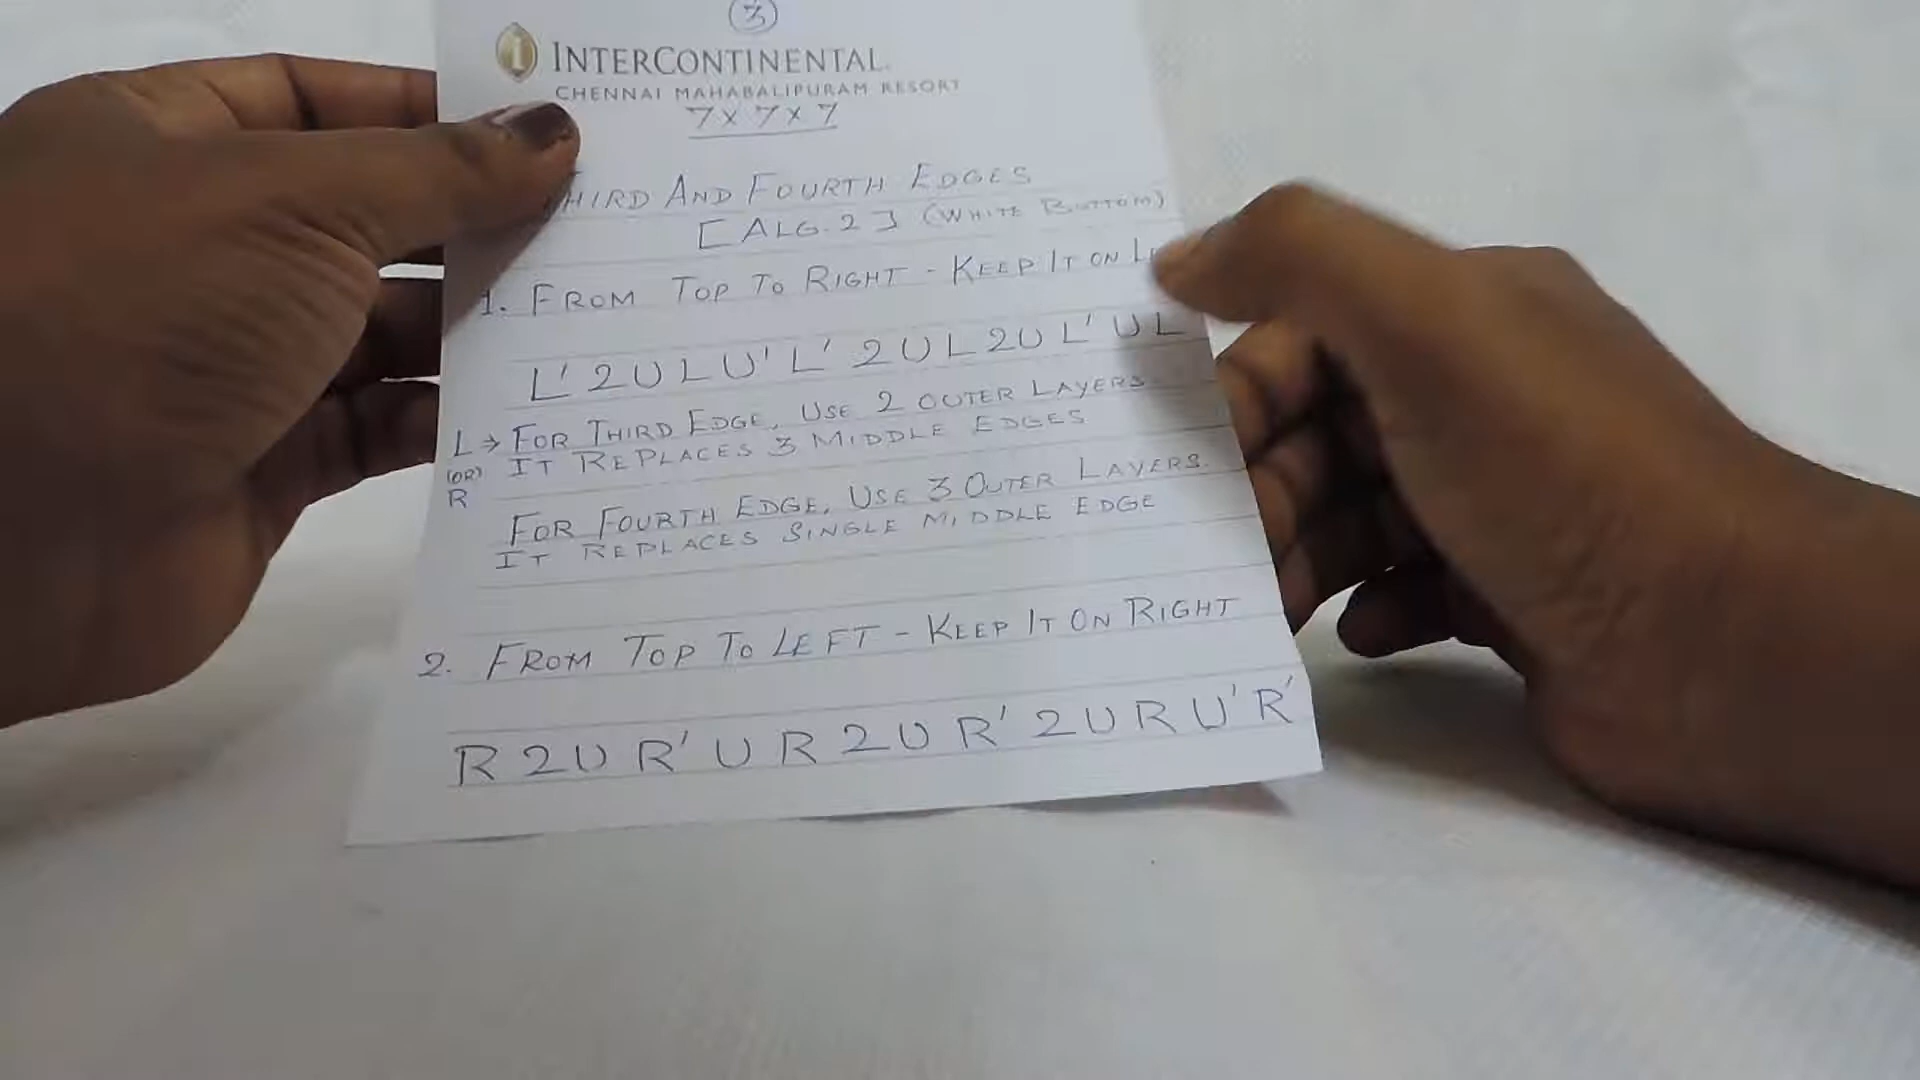 3
INTERCONTINENTAL
CHENNAI MAHABALIPURAM RESORT
7 x 7 x 7
THIRD AND FOURTH EDGES
[ALG. 2] (WHITE BOTTOM)
1. FROM TOP TO RIGHT - KEEP IT ON
L' 2U L U' L' 2U L 2U L' U L
L → FOR THIRD EDGE, USE 2 OUTER LAYERS.
(OR) IT REPLACES 3 MIDDLE EDGES
R
FOR FOURTH EDGE, USE 3 OUTER LAYERS.
IT REPLACES SINGLE MIDDLE EDGE
2. FROM TOP TO LEFT - KEEP IT ON RIGHT
R 2U R' U R 2U R' 2U R U' R'